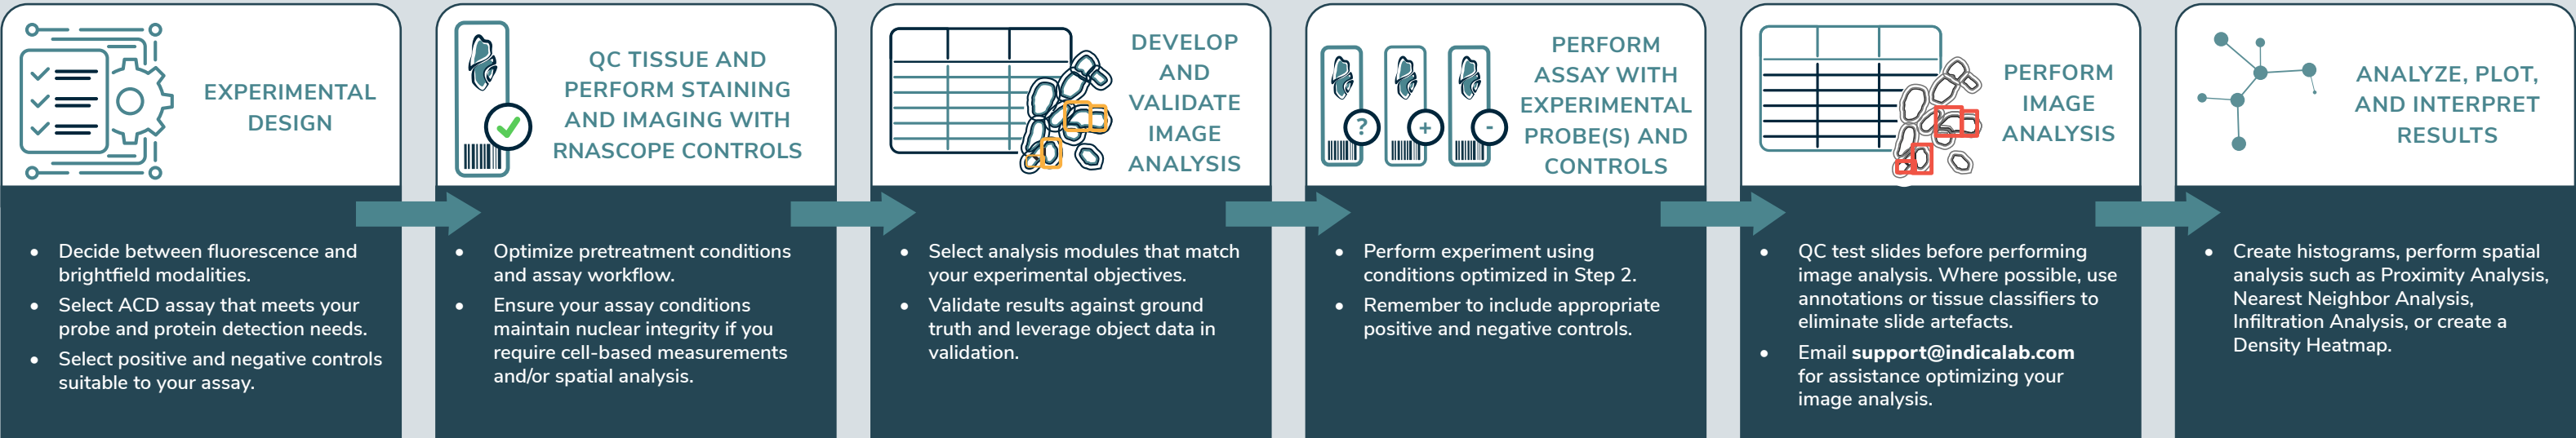 EXPERIMENTAL
DESIGN
• Decide between fluorescence and
brightfield modalities.
• Select ACD assay that meets your
probe and protein detection needs.
• Select positive and negative controls
suitable to your assay.
QC TISSUE AND
PERFORM STAINING
AND IMAGING WITH
RNASCOPE CONTROLS
• Optimize pretreatment conditions
and assay workflow.
• Ensure your assay conditions
maintain nuclear integrity if you
require cell-based measurements
and/or spatial analysis.
DEVELOP
AND
VALIDATE
IMAGE
ANALYSIS
• Select analysis modules that match
your experimental objectives.
• Validate results against ground
truth and leverage object data in
validation.
? + -
PERFORM
ASSAY WITH
EXPERIMENTAL
PROBE(S) AND
CONTROLS
• Perform experiment using
conditions optimized in Step 2.
• Remember to include appropriate
positive and negative controls.
PERFORM
IMAGE
ANALYSIS
• QC test slides before performing
image analysis. Where possible, use
annotations or tissue classifiers to
eliminate slide artefacts.
• Email support@indicalab.com
for assistance optimizing your
image analysis.
ANALYZE, PLOT,
AND INTERPRET
RESULTS
• Create histograms, perform spatial
analysis such as Proximity Analysis,
Nearest Neighbor Analysis,
Infiltration Analysis, or create a
Density Heatmap.